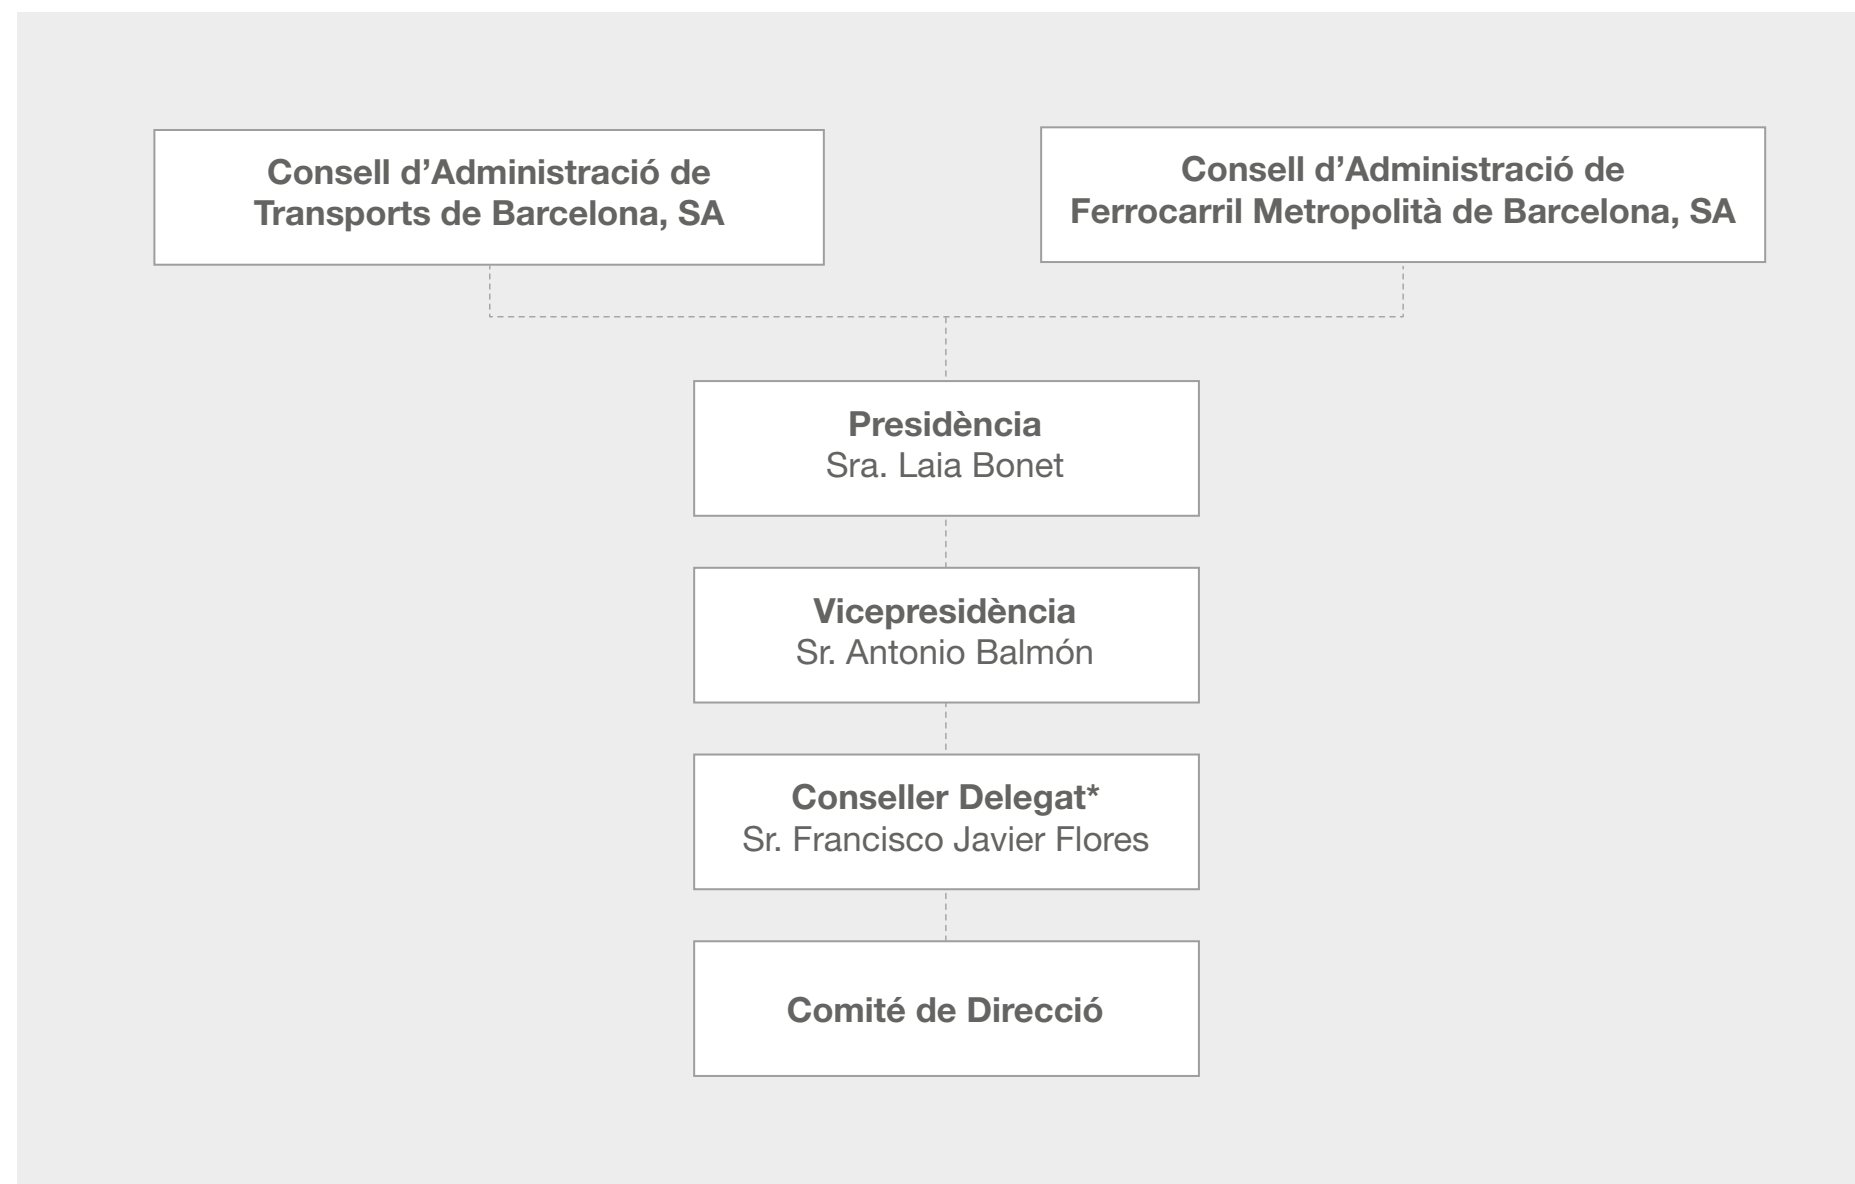 Consell d’Administració de
Transports de Barcelona, SA
Consell d’Administració de
Ferrocarril Metropolità de Barcelona, SA
Presidència
Sra. Laia Bonet
Vicepresidència
Sr. Antonio Balmón
Conseller Delegat*
Sr. Francisco Javier Flores
Comité de Direcció